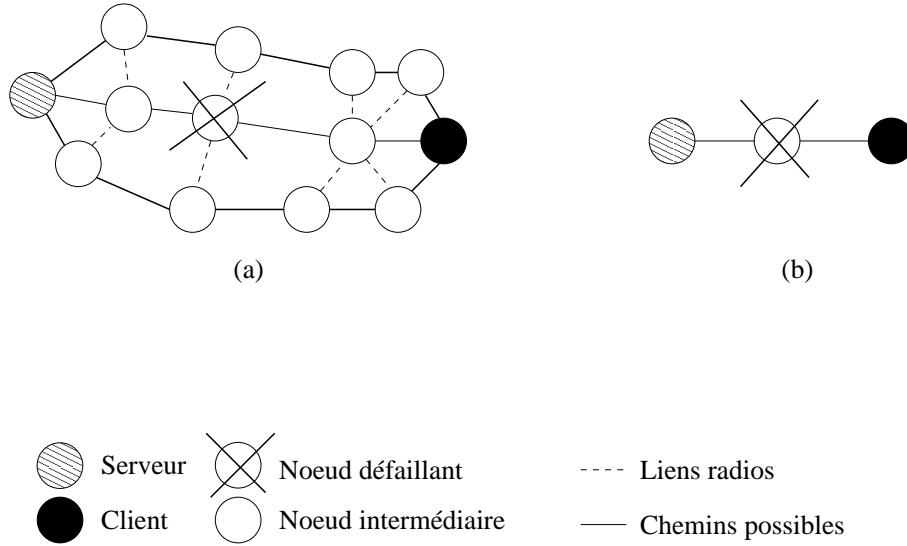 (a)
(b)
Serveur
Noeud défaillant
Liens radios
Client
Noeud intermédiaire
Chemins possibles